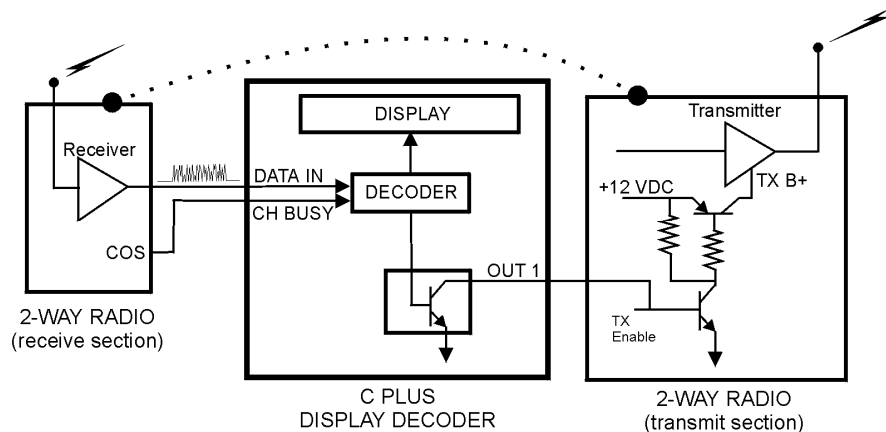 Receiver
COS
2-WAY RADIO
(receive section)
DATA IN
CH BUSY
DISPLAY
DECODER
OUT 1
C PLUS
DISPLAY DECODER
Transmitter
TX B+
+12 VDC
TX
Enable
2-WAY RADIO
(transmit section)